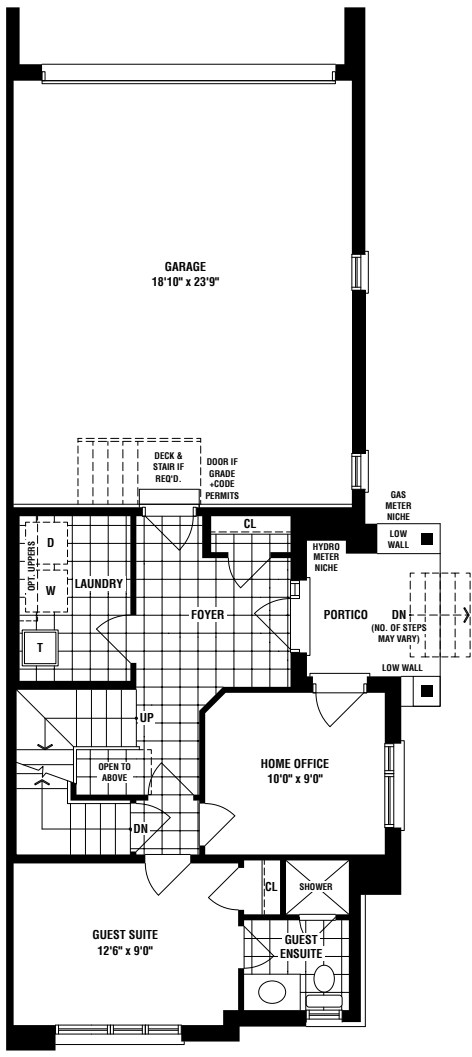 GARAGE
18'10" x 23'9"
DECK &
STAIR IF
REQ'D.
DOOR IF
GRADE
+CODE
PERMITS
GAS
METER
NICHE
LOW
WALL
CL
HYDRO
METER
NICHE
OPT. UPPERS
D
W
T
LAUNDRY
FOYER
PORTICO
DN
(NO. OF STEPS
MAY VARY)
LOW WALL
UP
OPEN TO
ABOVE
HOME OFFICE
10'0" x 9'0"
DN
CL
SHOWER
GUEST SUITE
12'6" x 9'0"
GUEST
ENSUITE